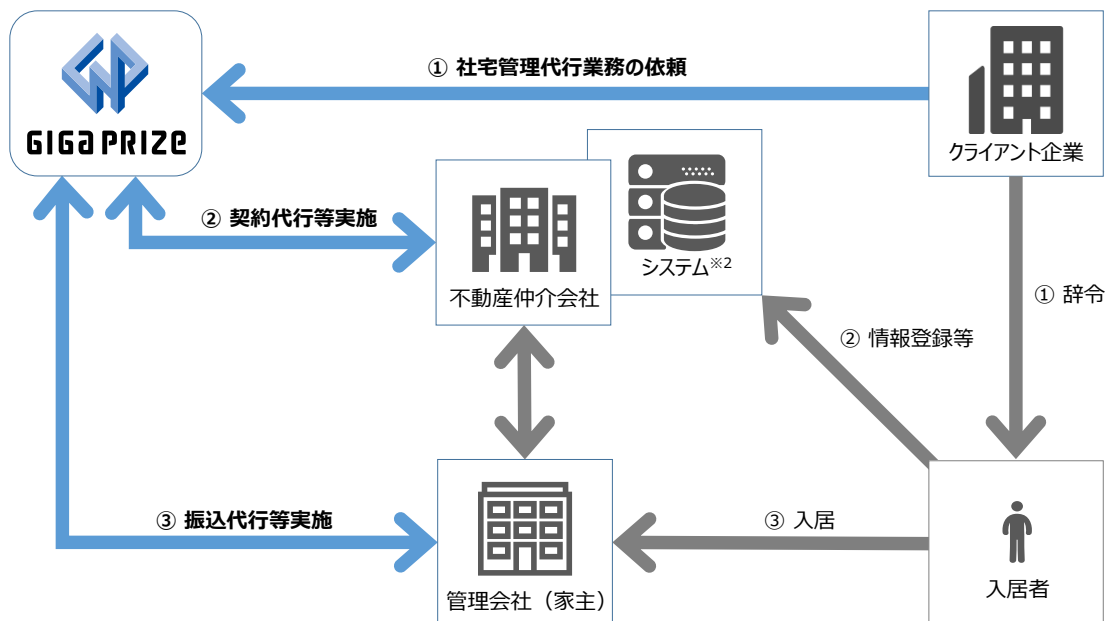 ① 社宅管理代行業務の依頼
GIGA PRIZE
クライアント企業
② 契約代行等実施
システム※2
不動産仲介会社
① 辞令
② 情報登録等
③ 振込代行等実施
③ 入居
管理会社（家主）
入居者